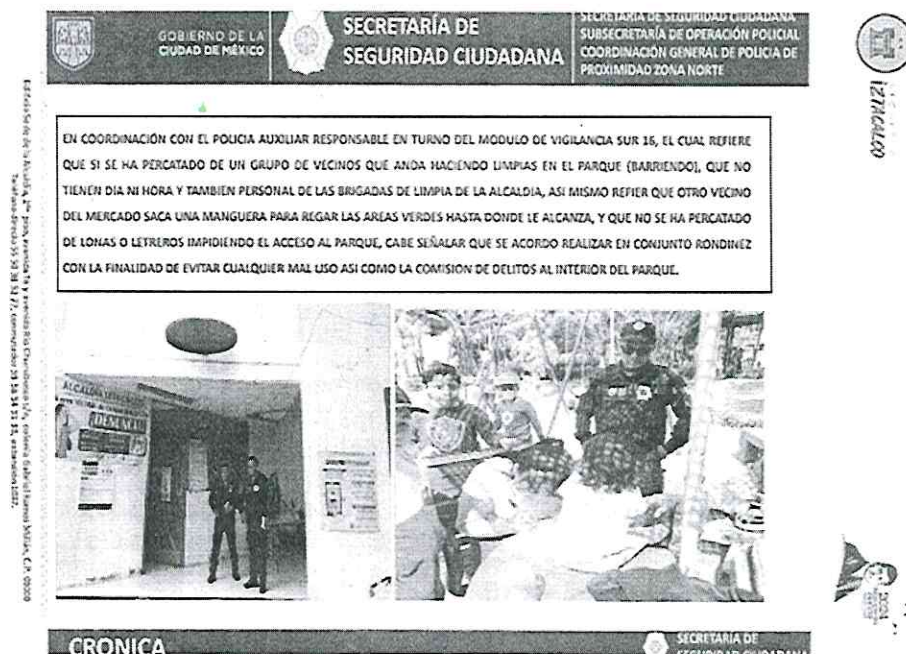 GOBIERNO DE LA
CIUDAD DE MÉXICO
SECRETARÍA DE
SEGURIDAD CIUDADANA
SECRETARÍA DE SEGURIDAD CIUDADANA
SUBSECRETARÍA DE OPERACIÓN POLICIAL
COORDINACIÓN GENERAL DE POLICIA DE
PROXIMIDAD ZONA NORTE
iZTACALCO
EN COORDINACIÓN CON EL POLICIA AUXILIAR RESPONSABLE EN TURNO DEL MODULO DE VIGILANCIA SUR 16, EL CUAL REFIERE
QUE SI SE HA PERCATADO DE UN GRUPO DE VECINOS QUE ANDA HACIENDO LIMPIAS EN EL PARQUE (BARRIENDO), QUE NO
TIENEN DIA NI HORA Y TAMBIEN PERSONAL DE LAS BRIGADAS DE LIMPIA DE LA ALCALDIA, ASI MISMO REFIER QUE OTRO VECINO
DEL MERCADO SACA UNA MANGUERA PARA REGAR LAS AREAS VERDES HASTA DONDE LE ALCANZA, Y QUE NO SE HA PERCATADO
DE LONAS O LETREROS IMPIDIENDO EL ACCESO AL PARQUE, CABE SEÑALAR QUE SE ACORDO REALIZAR EN CONJUNTO RONDINEZ
CON LA FINALIDAD DE EVITAR CUALQUIER MAL USO ASI COMO LA COMISION DE DELITOS AL INTERIOR DEL PARQUE.
ALCALDIA
DENUNCIA
2024
CRONICA
SECRETARÍA DE
SEGURIDAD CIUDADANA